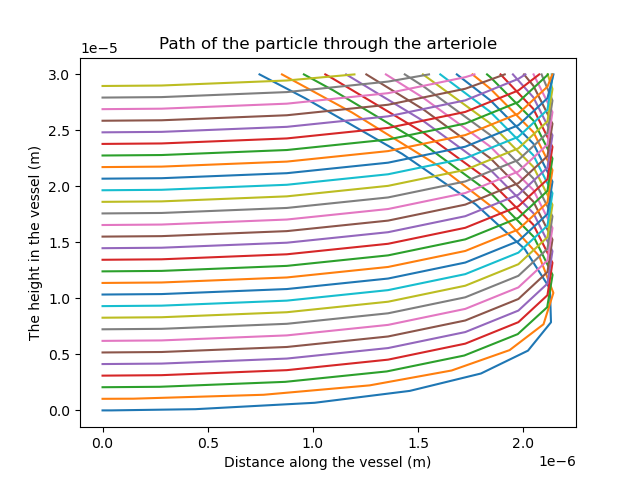 Path of the particle through the arteriole
1e−5
3.0
2.5
2.0
1.5
1.0
0.5
0.0
The height in the vessel (m)
0.0 0.5 1.0 1.5 2.0
1e−6
Distance along the vessel (m)